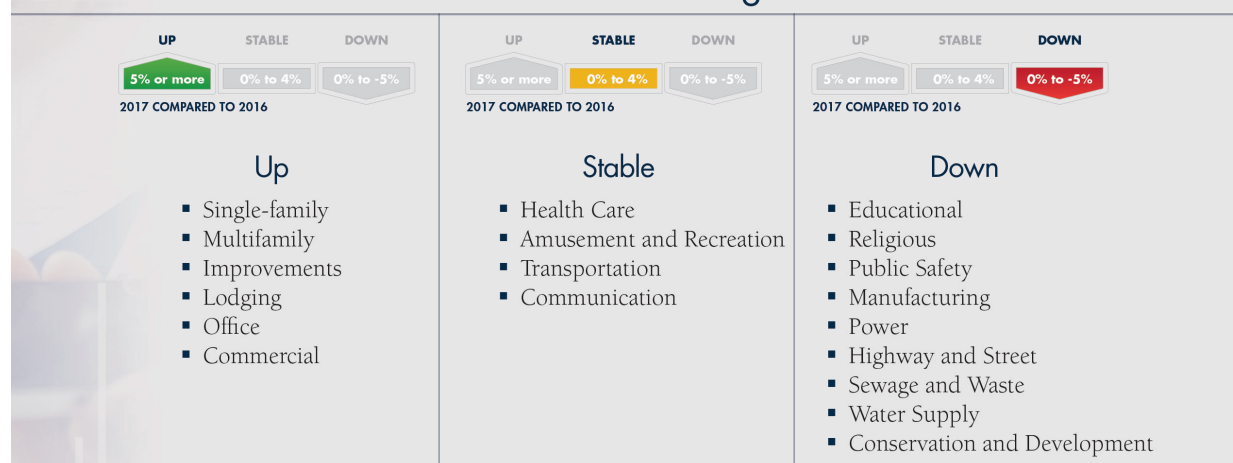 UP STABLE DOWN
5% or more 0% to 4% 0% to -5%
2017 COMPARED TO 2016
Up
▪ Single-family
▪ Multifamily
▪ Improvements
▪ Lodging
▪ Office
▪ Commercial
UP STABLE DOWN
5% or more 0% to 4% 0% to -5%
2017 COMPARED TO 2016
Stable
▪ Health Care
▪ Amusement and Recreation
▪ Transportation
▪ Communication
UP STABLE DOWN
5% or more 0% to 4% 0% to -5%
2017 COMPARED TO 2016
Down
▪ Educational
▪ Religious
▪ Public Safety
▪ Manufacturing
▪ Power
▪ Highway and Street
▪ Sewage and Waste
▪ Water Supply
▪ Conservation and Development